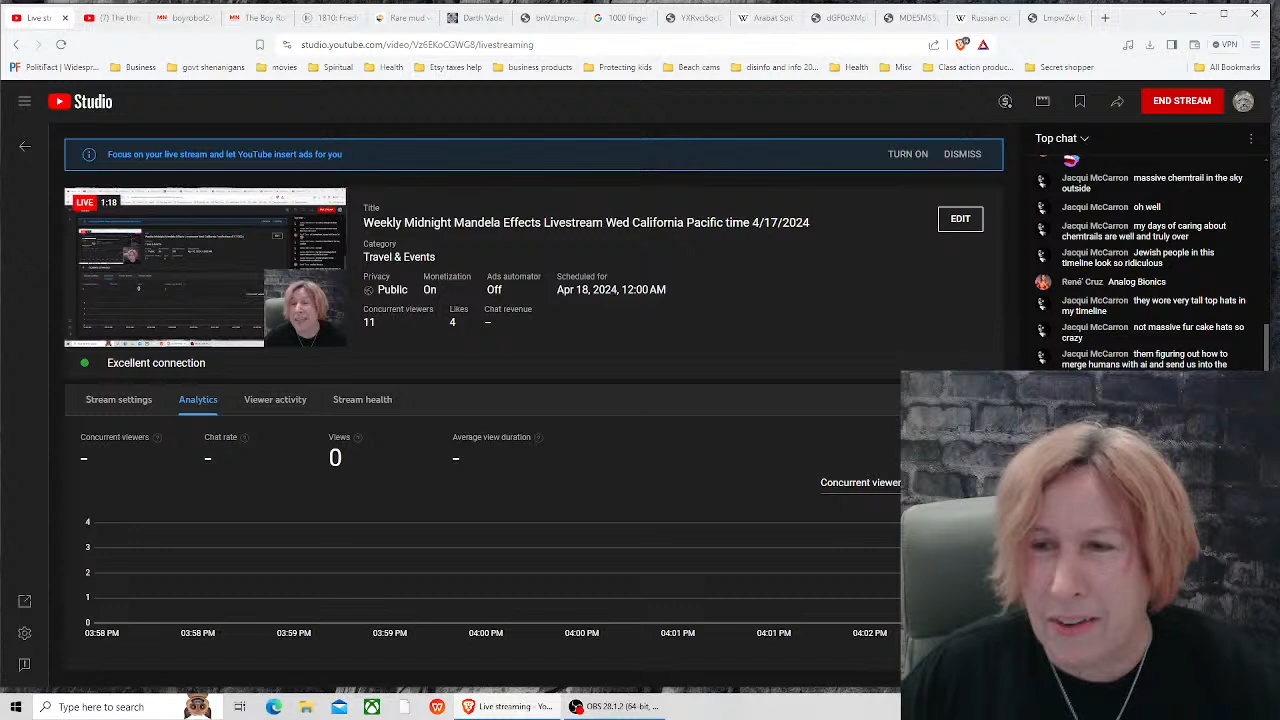 Live str
(7) The the
boyrobot2-
The Boy Ro
1810: Fried
Rare mud v
Darth Vader
bnVzLmpw
1000 finger
YXRvoSqcE
Arabat Spit
dGF0aXMp
MDE5MS5
Russian oc
LmpwZw (
studio.youtube.com/video/Vz6EKoCGWG8/livestreaming
VPN
PolitiFact | Widespr...
Business
govt shenanigans
movies
Spiritual
Health
Etsy teespring help
business products
Protecting kids
Beach cams
disinfo and info 20...
Health
Misc
Class action produc...
Secret shopper
All Bookmarks
Studio
END STREAM
Focus on your live stream and let YouTube insert ads for you
TURN ON
DISMISS
Top chat
LIVE
1:18
Title
Weekly Midnight Mandela Effects Livestream Wed California Pacific time 4/17/2024
EDIT
Category
Travel & Events
Privacy
Monetization
Ads automator
Scheduled for
Public
On
Off
Apr 18, 2024, 12:00 AM
Concurrent viewers
Likes
Chat revenue
11
4
–
Excellent connection
Jacqui McCarron massive chemtrail in the sky
outside
Jacqui McCarron oh well
Jacqui McCarron my days of caring about
chemtrails are well and truly over
Jacqui McCarron Jewish people in this
timeline look so ridiculous
René Cruz Analog Bionics
Jacqui McCarron they wore very tall top hats in
my timeline
Jacqui McCarron not massive fur cake hats so
crazy
Jacqui McCarron them figuring out how to
merge humans with ai and send us into the
Stream settings
Analytics
Viewer activity
Stream health
Concurrent viewers
Chat rate
Views
Average view duration
–
–
0
–
Concurrent viewer
4
3
2
1
0
03:58 PM
03:58 PM
03:59 PM
03:59 PM
04:00 PM
04:00 PM
04:01 PM
04:01 PM
04:02 PM
Type here to search
Live streaming - Yo...
OBS 28.1.2 (64-bit, ...